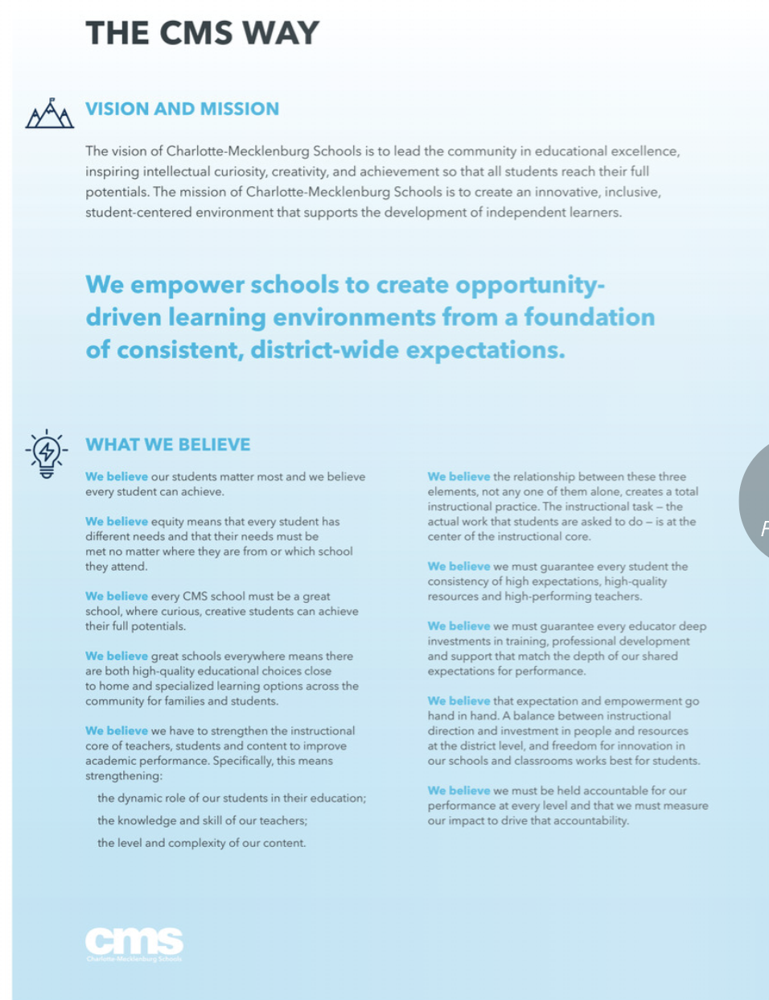 THE CMS WAY
VISION AND MISSION
The vision of Charlotte-Mecklenburg Schools is to lead the community in educational excellence,
inspiring intellectual curiosity, creativity, and achievement so that all students reach their full
potentials. The mission of Charlotte-Mecklenburg Schools is to create an innovative, inclusive,
student-centered environment that supports the development of independent learners.
We empower schools to create opportunity-
driven learning environments from a foundation
of consistent, district-wide expectations.
WHAT WE BELIEVE
We believe our students matter most and we believe
every student can achieve.
We believe equity means that every student has
different needs and that their needs must be
met no matter where they are from or which school
they attend.
We believe every CMS school must be a great
school, where curious, creative students can achieve
their full potentials.
We believe great schools everywhere means there
are both high-quality educational choices close
to home and specialized learning options across the
community for families and students.
We believe we have to strengthen the instructional
core of teachers, students and content to improve
academic performance. Specifically, this means
strengthening:
the dynamic role of our students in their education;
the knowledge and skill of our teachers;
the level and complexity of our content.
We believe the relationship between these three
elements, not any one of them alone, creates a total
instructional practice. The instructional task – the
actual work that students are asked to do – is at the
center of the instructional core.
We believe we must guarantee every student the
consistency of high expectations, high-quality
resources and high-performing teachers.
We believe we must guarantee every educator deep
investments in training, professional development
and support that match the depth of our shared
expectations for performance.
We believe that expectation and empowerment go
hand in hand. A balance between instructional
direction and investment in people and resources
at the district level, and freedom for innovation in
our schools and classrooms works best for students.
We believe we must be held accountable for our
performance at every level and that we must measure
our impact to drive that accountability.
cms
Charlotte-Mecklenburg Schools